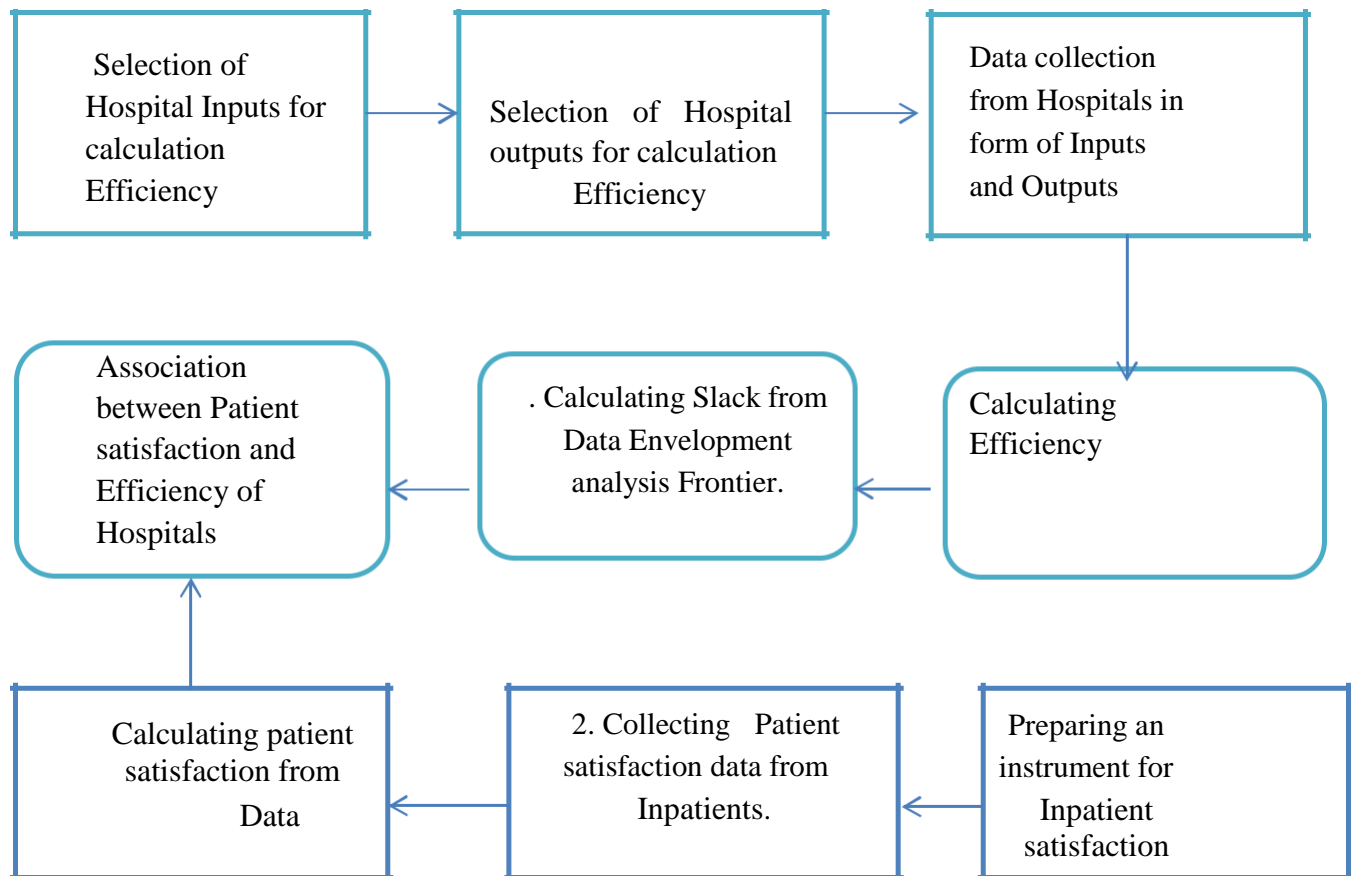 Selection of
Hospital Inputs for
calculation
Efficiency
Selection of Hospital
outputs for calculation
Efficiency
Data collection
from Hospitals in
form of Inputs
and Outputs
Association
between Patient
satisfaction and
Efficiency of
Hospitals
. Calculating Slack from
Data Envelopment
analysis Frontier.
Calculating
Efficiency
Calculating patient
satisfaction from
Data
2. Collecting Patient
satisfaction data from
Inpatients.
Preparing an
instrument for
Inpatient
satisfaction